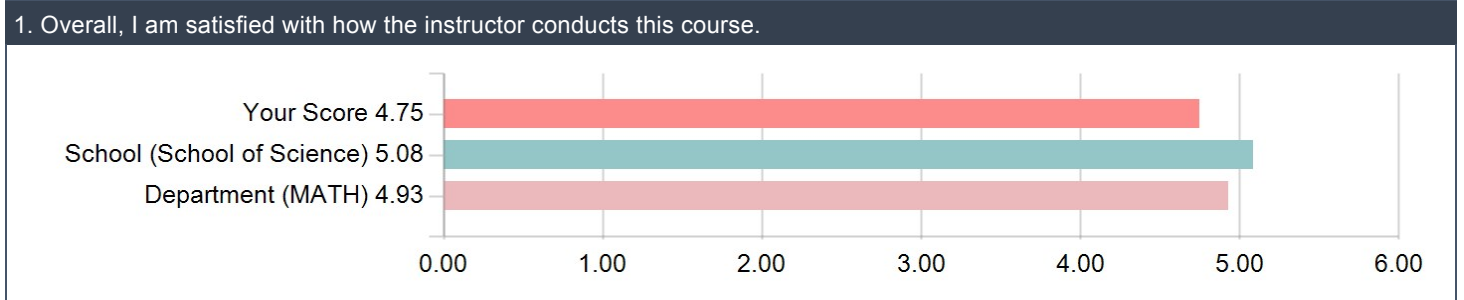 1. Overall, I am satisfied with how the instructor conducts this course.
Your Score 4.75
School (School of Science) 5.08
Department (MATH) 4.93
0.00 1.00 2.00 3.00 4.00 5.00 6.00